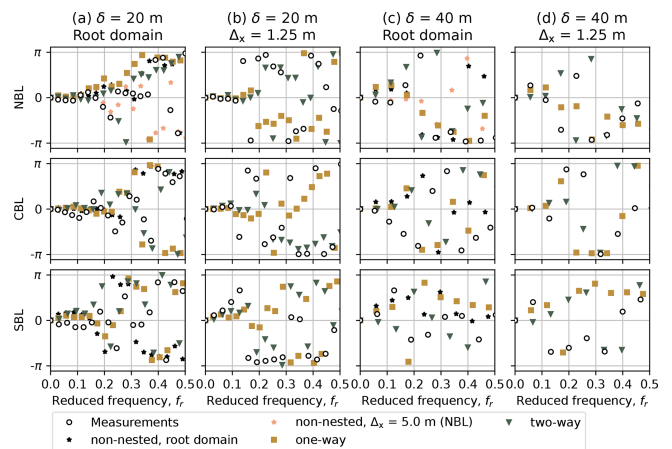 (a) δ = 20 m
Root domain
(b) δ = 20 m
Δx = 1.25 m
(c) δ = 40 m
Root domain
(d) δ = 40 m
Δx = 1.25 m
π
0
-π
NBL
π
0
-π
CBL
π
0
-π
SBL
0.0 0.1 0.2 0.3 0.4 0.5
0.0 0.1 0.2 0.3 0.4 0.5
0.0 0.1 0.2 0.3 0.4 0.5
0.0 0.1 0.2 0.3 0.4 0.5
Reduced frequency, fr
Reduced frequency, fr
Reduced frequency, fr
Reduced frequency, fr
Measurements
non-nested, root domain
non-nested, Δx = 5.0 m (NBL)
one-way
two-way